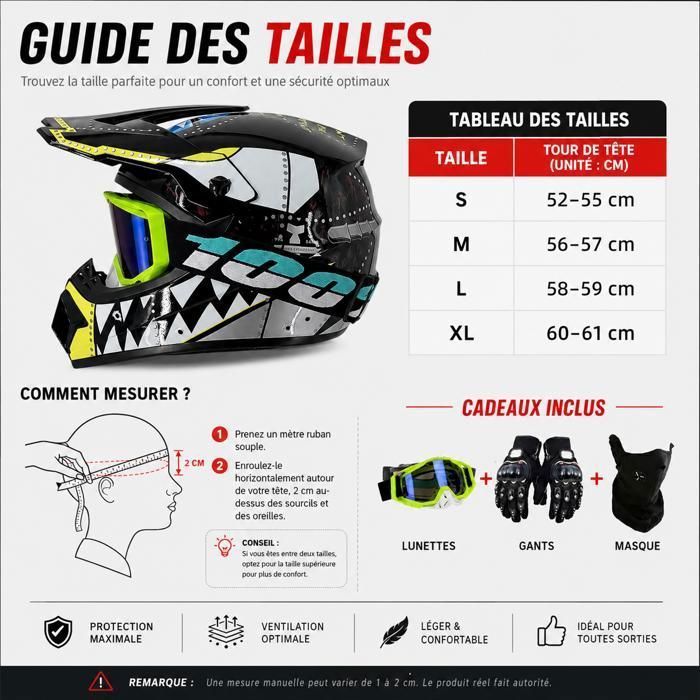 GUIDE DES TAILLES
Trouvez la taille parfaite pour un confort et une sécurité optimaux
100%
TABLEAU DES TAILLES
TAILLE
TOUR DE TÊTE
(UNITÉ : CM)
S
52–55 cm
M
56–57 cm
L
58–59 cm
XL
60–61 cm
COMMENT MESURER ?
2 CM
1 Prenez un mètre ruban
souple.
2 Enroulez-le
horizontalement autour
de votre tête, 2 cm au-
dessus des sourcils et
des oreilles.
CONSEIL :
Si vous êtes entre deux tailles,
optez pour la taille supérieure
pour plus de confort.
CADEAUX INCLUS
LUNETTES
GANTS
MASQUE
PROTECTION
MAXIMALE
VENTILATION
OPTIMALE
LÉGER &
CONFORTABLE
IDÉAL POUR
TOUTES SORTIES
REMARQUE : Une mesure manuelle peut varier de 1 à 2 cm. Le produit réel fait autorité.